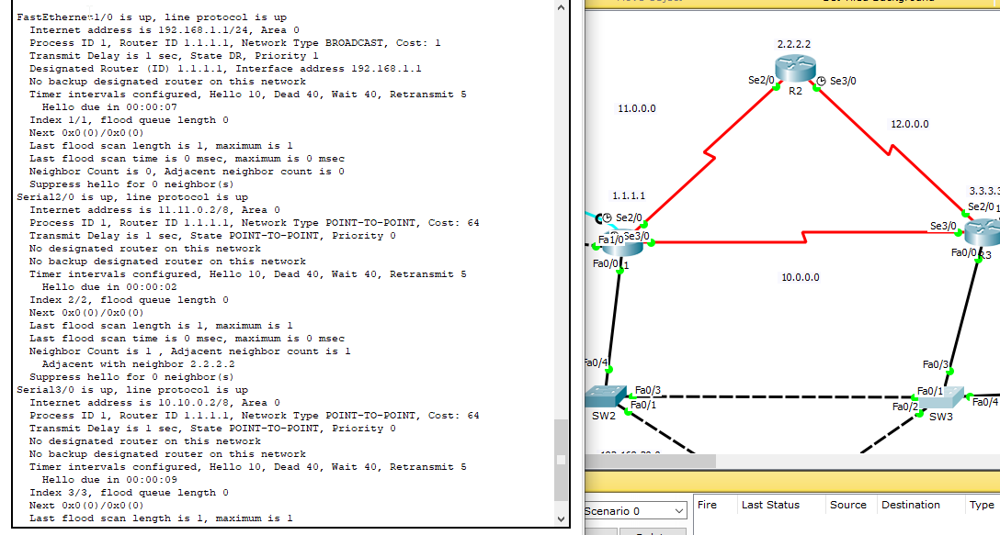 FastEthernet1/0 is up, line protocol is up
Internet address is 192.168.1.1/24, Area 0
Process ID 1, Router ID 1.1.1.1, Network Type BROADCAST, Cost: 1
Transmit Delay is 1 sec, State DR, Priority 1
Designated Router (ID) 1.1.1.1, Interface address 192.168.1.1
No backup designated router on this network
Timer intervals configured, Hello 10, Dead 40, Wait 40, Retransmit 5
Hello due in 00:00:07
Index 1/1, flood queue length 0
Next 0x0(0)/0x0(0)
Last flood scan length is 1, maximum is 1
Last flood scan time is 0 msec, maximum is 0 msec
Neighbor Count is 0, Adjacent neighbor count is 0
Suppress hello for 0 neighbor(s)
Serial2/0 is up, line protocol is up
Internet address is 11.11.0.2/8, Area 0
Process ID 1, Router ID 1.1.1.1, Network Type POINT-TO-POINT, Cost: 64
Transmit Delay is 1 sec, State POINT-TO-POINT, Priority 0
No designated router on this network
No backup designated router on this network
Timer intervals configured, Hello 10, Dead 40, Wait 40, Retransmit 5
Hello due in 00:00:02
Index 2/2, flood queue length 0
Next 0x0(0)/0x0(0)
Last flood scan length is 1, maximum is 1
Last flood scan time is 0 msec, maximum is 0 msec
Neighbor Count is 1 , Adjacent neighbor count is 1
Adjacent with neighbor 2.2.2.2
Suppress hello for 0 neighbor(s)
Serial3/0 is up, line protocol is up
Internet address is 10.10.0.2/8, Area 0
Process ID 1, Router ID 1.1.1.1, Network Type POINT-TO-POINT, Cost: 64
Transmit Delay is 1 sec, State POINT-TO-POINT, Priority 0
No designated router on this network
No backup designated router on this network
Timer intervals configured, Hello 10, Dead 40, Wait 40, Retransmit 5
Hello due in 00:00:09
Index 3/3, flood queue length 0
Next 0x0(0)/0x0(0)
Last flood scan length is 1, maximum is 1
2.2.2.2
Se2/0
Se3/0
R2
11.0.0.0
12.0.0.0
1.1.1.1
3.3.3.3
Se2/0
Se2/0
Se3/0
Fa1/0
Se3/0
Fa0/0
Fa0/0
R3
10.0.0.0
Fa0/4
Fa0/3
Fa0/3
Fa0/1
Fa0/1
Fa0/2
Fa0/4
SW2
SW3
Scenario 0
Fire
Last Status
Source
Destination
Type